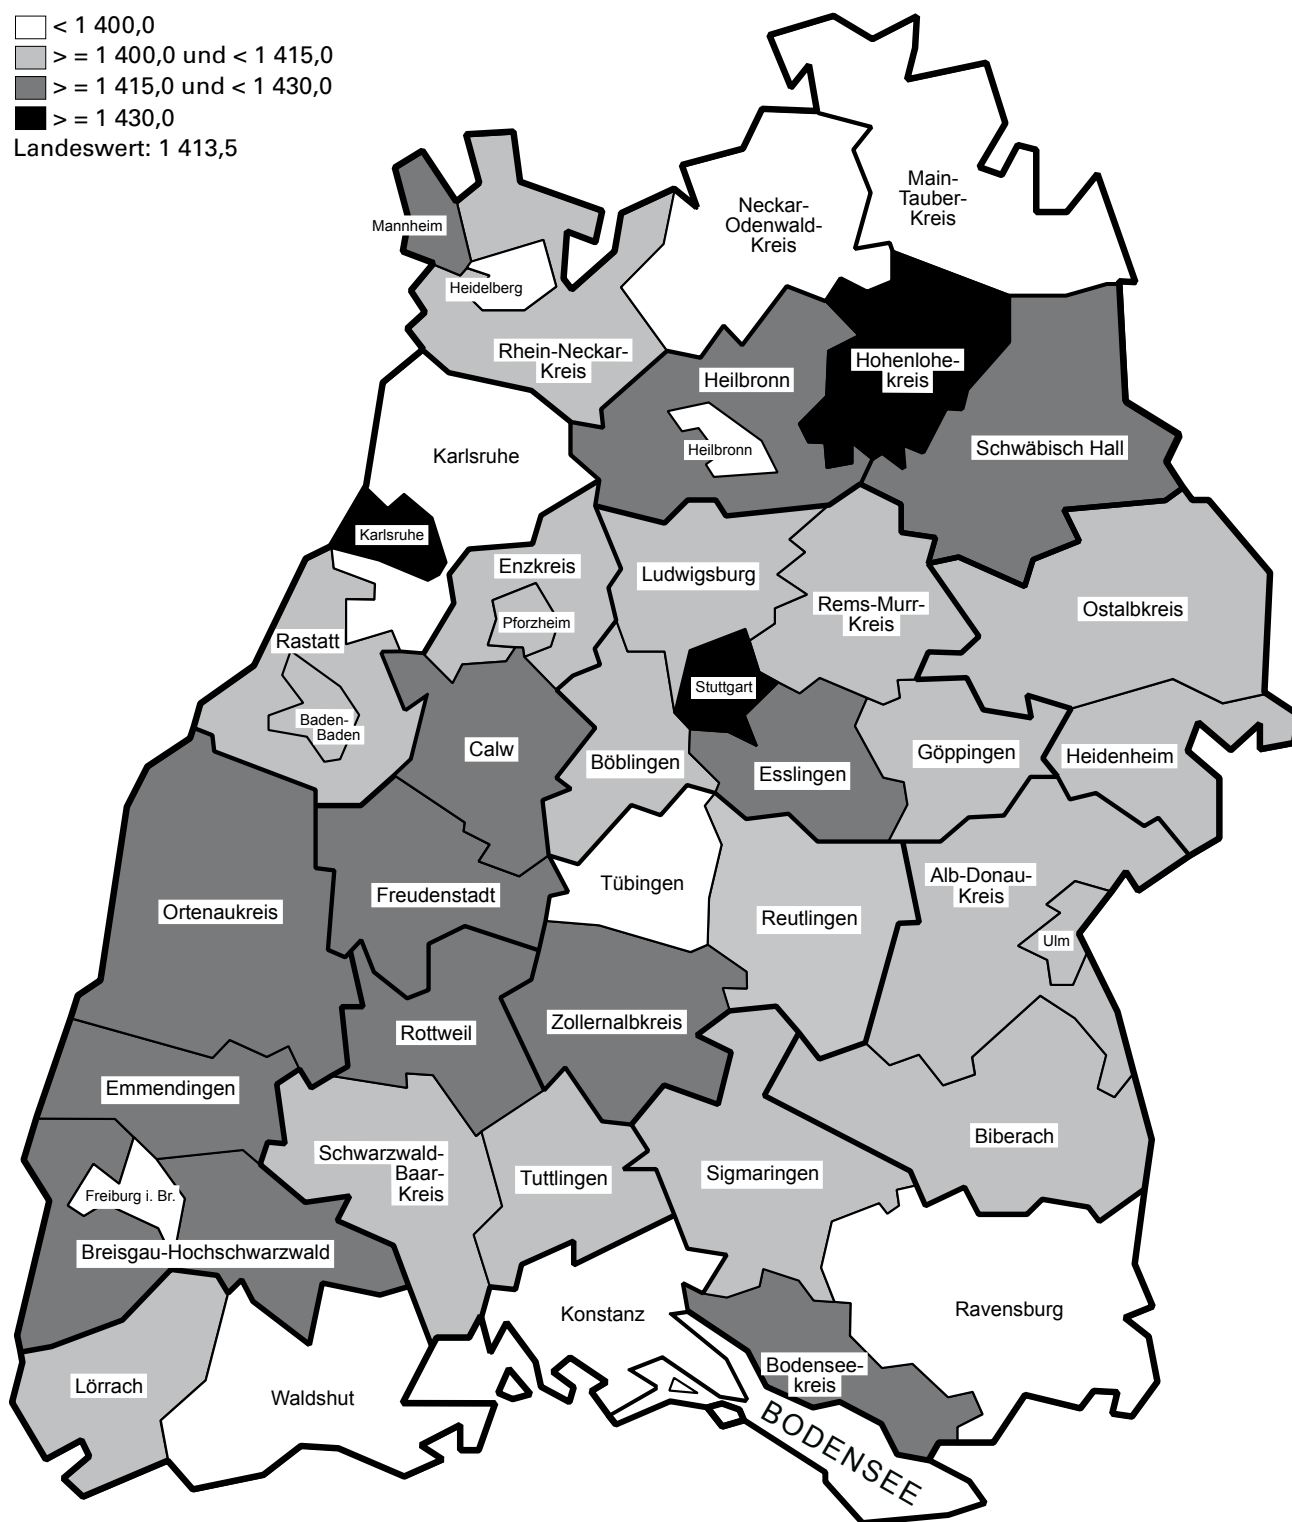 < 1 400,0
> = 1 400,0 und < 1 415,0
> = 1 415,0 und < 1 430,0
> = 1 430,0
Landeswert: 1 413,5
Main-
Tauber-
Kreis
Neckar-
Odenwald-
Kreis
Mannheim
Heidelberg
Rhein-Neckar-
Kreis
Hohenlohe-
kreis
Heilbronn
Heilbronn
Schwäbisch Hall
Karlsruhe
Karlsruhe
Enzkreis
Ludwigsburg
Rems-Murr-
Kreis
Ostalbkreis
Pforzheim
Rastatt
Stuttgart
Baden-
Baden
Calw
Böblingen
Esslingen
Göppingen
Heidenheim
Tübingen
Alb-Donau-
Kreis
Freudenstadt
Ortenaukreis
Reutlingen
Ulm
Rottweil
Zollernalbkreis
Emmendingen
Biberach
Schwarzwald-
Baar-
Kreis
Tuttlingen
Sigmaringen
Freiburg i. Br.
Breisgau-Hochschwarzwald
Konstanz
Ravensburg
Bodensee-
kreis
Lörrach
Waldshut
BODENSEE